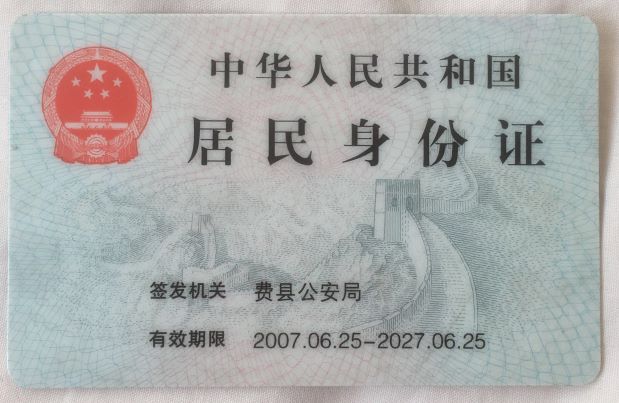 中华人民共和国
居民身份证
签发机关 费县公安局
有效期限 2007.06.25-2027.06.25